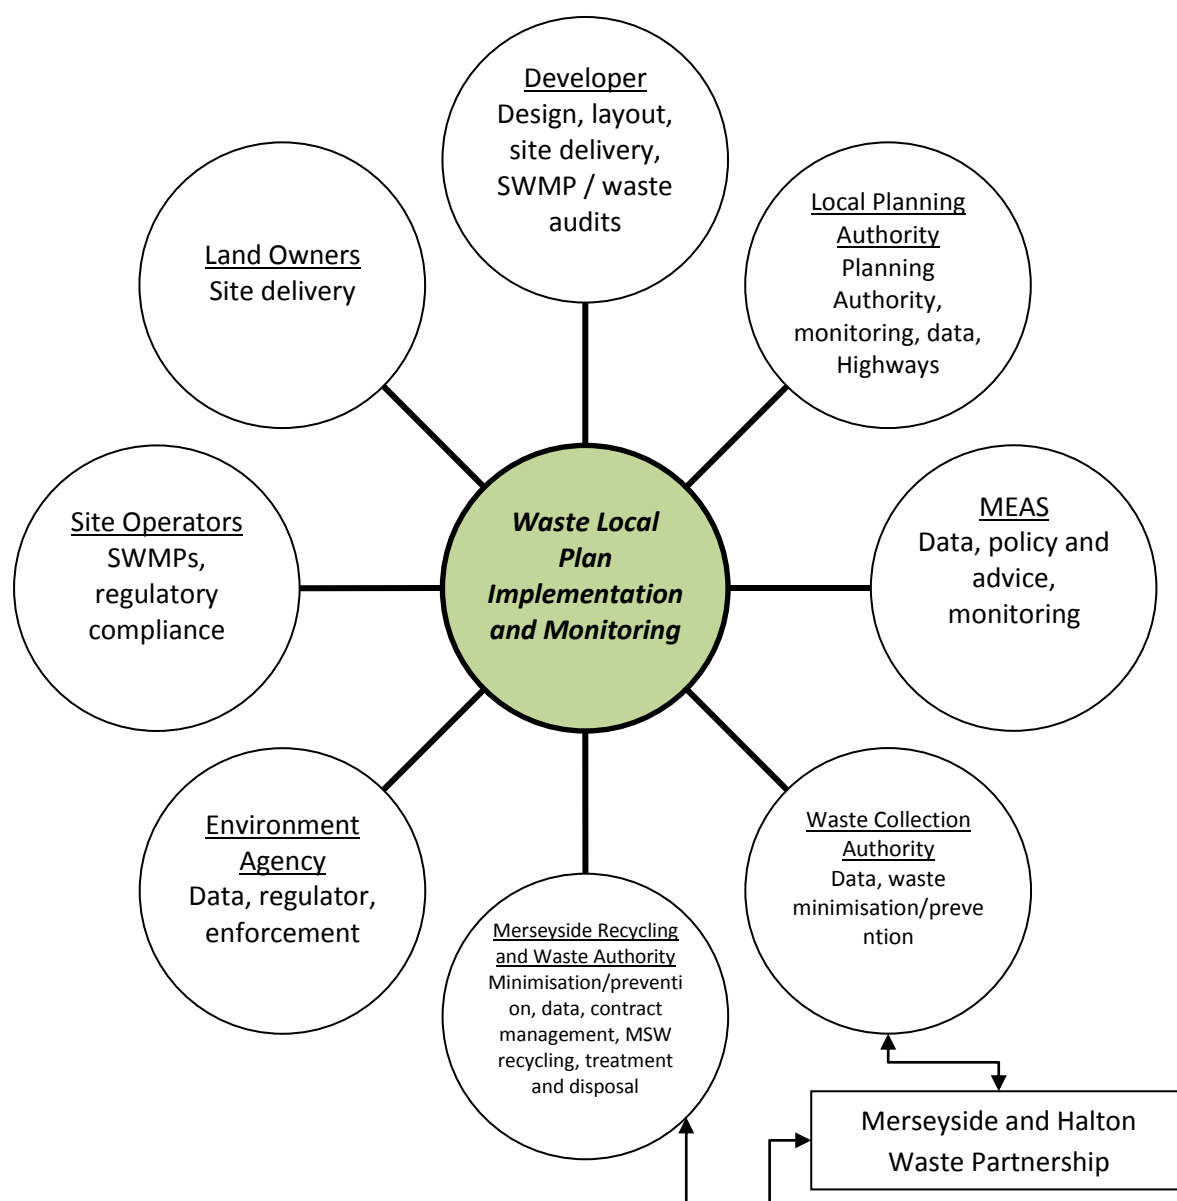 Developer
Design, layout,
site delivery,
SWMP / waste
audits
Local Planning
Authority
Planning
Authority,
monitoring, data,
Highways
Land Owners
Site delivery
MEAS
Data, policy and
advice,
monitoring
Site Operators
SWMPs,
regulatory
compliance
Waste Local
Plan
Implementation
and Monitoring
Waste Collection
Authority
Data, waste
minimisation/preve
ntion
Environment
Agency
Data, regulator,
enforcement
Merseyside Recycling
and Waste Authority
Minimisation/preventi
on, data, contract
management, MSW
recycling, treatment
and disposal
Merseyside and Halton
Waste Partnership